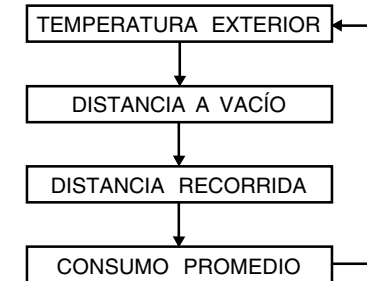 TEMPERATURA EXTERIOR
DISTANCIA A VACÍO
DISTANCIA RECORRIDA
CONSUMO PROMEDIO